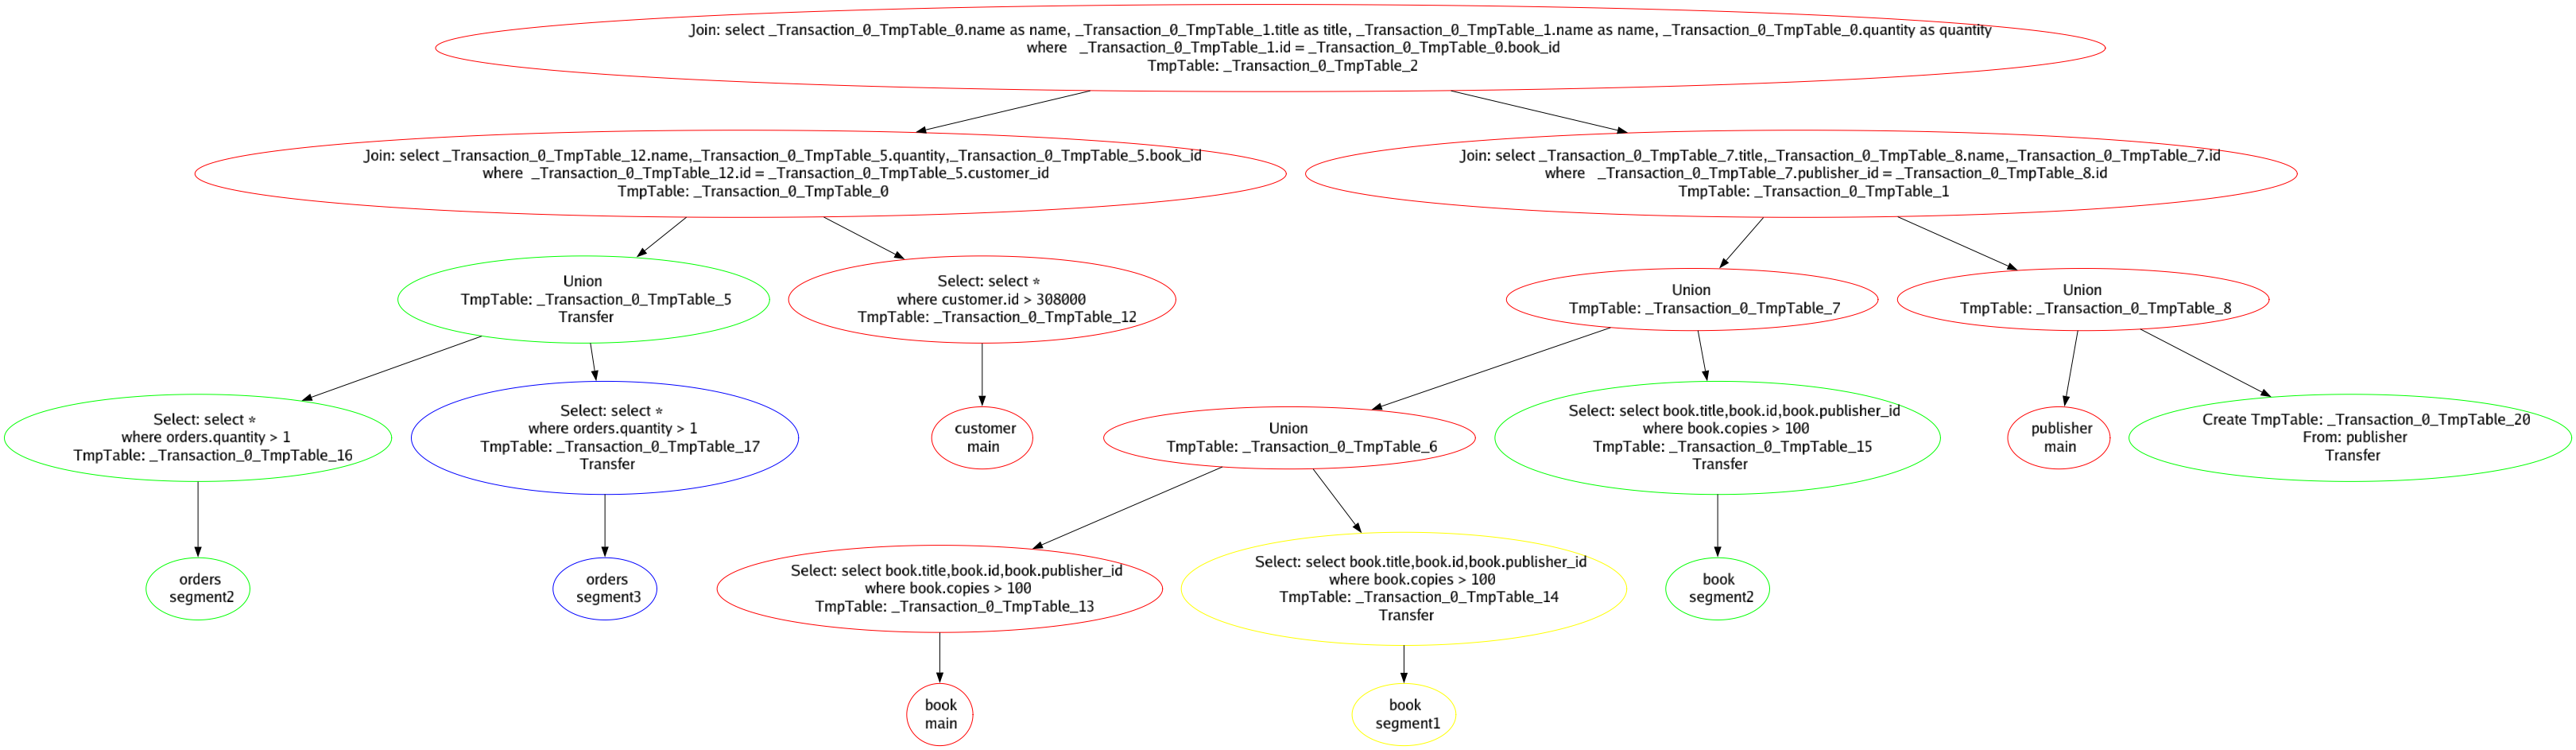 Join: select _Transaction_0_TmpTable_0.name as name, _Transaction_0_TmpTable_1.title as title, _Transaction_0_TmpTable_1.name as name, _Transaction_0_TmpTable_0.quantity as quantity
where   _Transaction_0_TmpTable_1.id = _Transaction_0_TmpTable_0.book_id
TmpTable: _Transaction_0_TmpTable_2
Join: select _Transaction_0_TmpTable_12.name,_Transaction_0_TmpTable_5.quantity,_Transaction_0_TmpTable_5.book_id
where  _Transaction_0_TmpTable_12.id = _Transaction_0_TmpTable_5.customer_id
TmpTable: _Transaction_0_TmpTable_0
Join: select _Transaction_0_TmpTable_7.title,_Transaction_0_TmpTable_8.name,_Transaction_0_TmpTable_7.id
where   _Transaction_0_TmpTable_7.publisher_id = _Transaction_0_TmpTable_8.id
TmpTable: _Transaction_0_TmpTable_1
Union
TmpTable: _Transaction_0_TmpTable_5
Transfer
Select: select *
where customer.id > 308000
TmpTable: _Transaction_0_TmpTable_12
Union
TmpTable: _Transaction_0_TmpTable_7
Union
TmpTable: _Transaction_0_TmpTable_8
Select: select *
where orders.quantity > 1
TmpTable: _Transaction_0_TmpTable_16
Select: select *
where orders.quantity > 1
TmpTable: _Transaction_0_TmpTable_17
Transfer
customer
main
Union
TmpTable: _Transaction_0_TmpTable_6
Select: select book.title,book.id,book.publisher_id
where book.copies > 100
TmpTable: _Transaction_0_TmpTable_15
Transfer
publisher
main
Create TmpTable: _Transaction_0_TmpTable_20
From: publisher
Transfer
orders
segment2
orders
segment3
Select: select book.title,book.id,book.publisher_id
where book.copies > 100
TmpTable: _Transaction_0_TmpTable_13
Select: select book.title,book.id,book.publisher_id
where book.copies > 100
TmpTable: _Transaction_0_TmpTable_14
Transfer
book
segment2
book
main
book
segment1